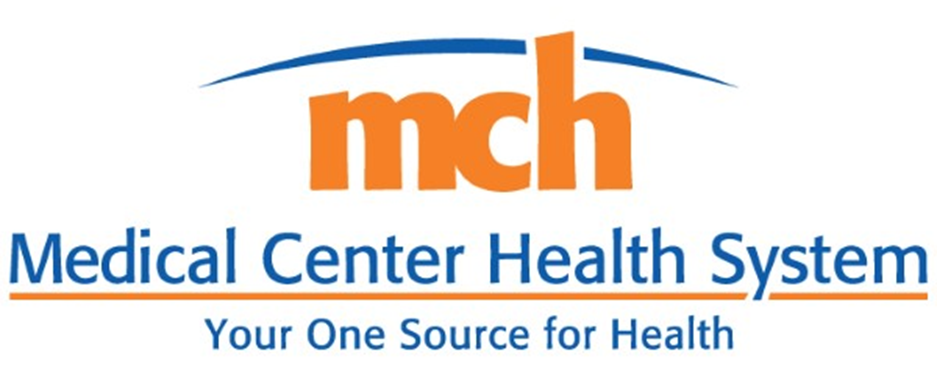 mch
Medical Center Health System
Your One Source for Health